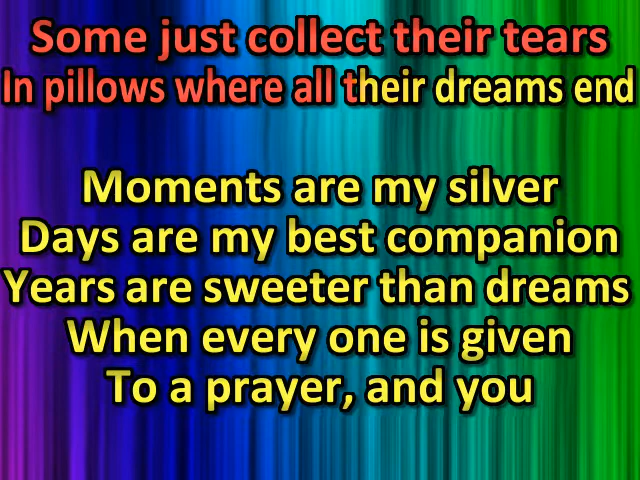 Some just collect their tears
In pillows where all their dreams end
Moments are my silver
Days are my best companion
Years are sweeter than dreams
When every one is given
To a prayer, and you